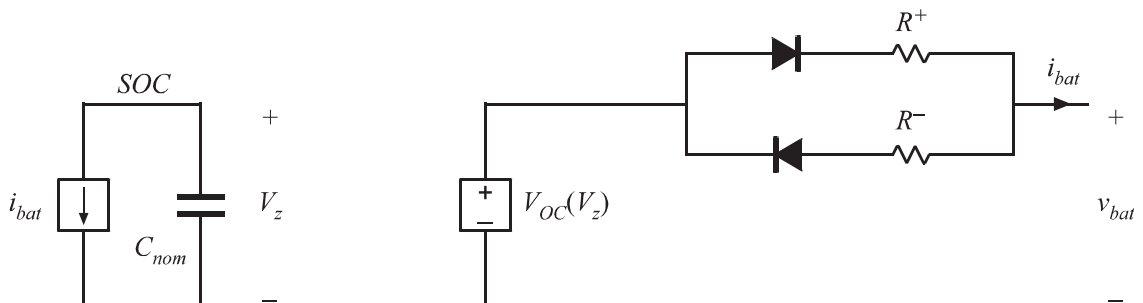 SOC
+
i_bat
C_nom
V_z
−
+
−
V_OC(V_z)
R⁺
R⁻
i_bat
+
v_bat
−